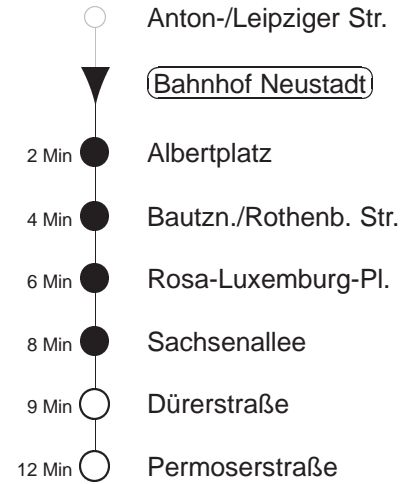 Anton-/Leipziger Str.
Bahnhof Neustadt
2 Min Albertplatz
4 Min Bautzn./Rothenb. Str.
6 Min Rosa-Luxemburg-Pl.
8 Min Sachsenallee
9 Min Dürerstraße
12 Min Permoserstraße